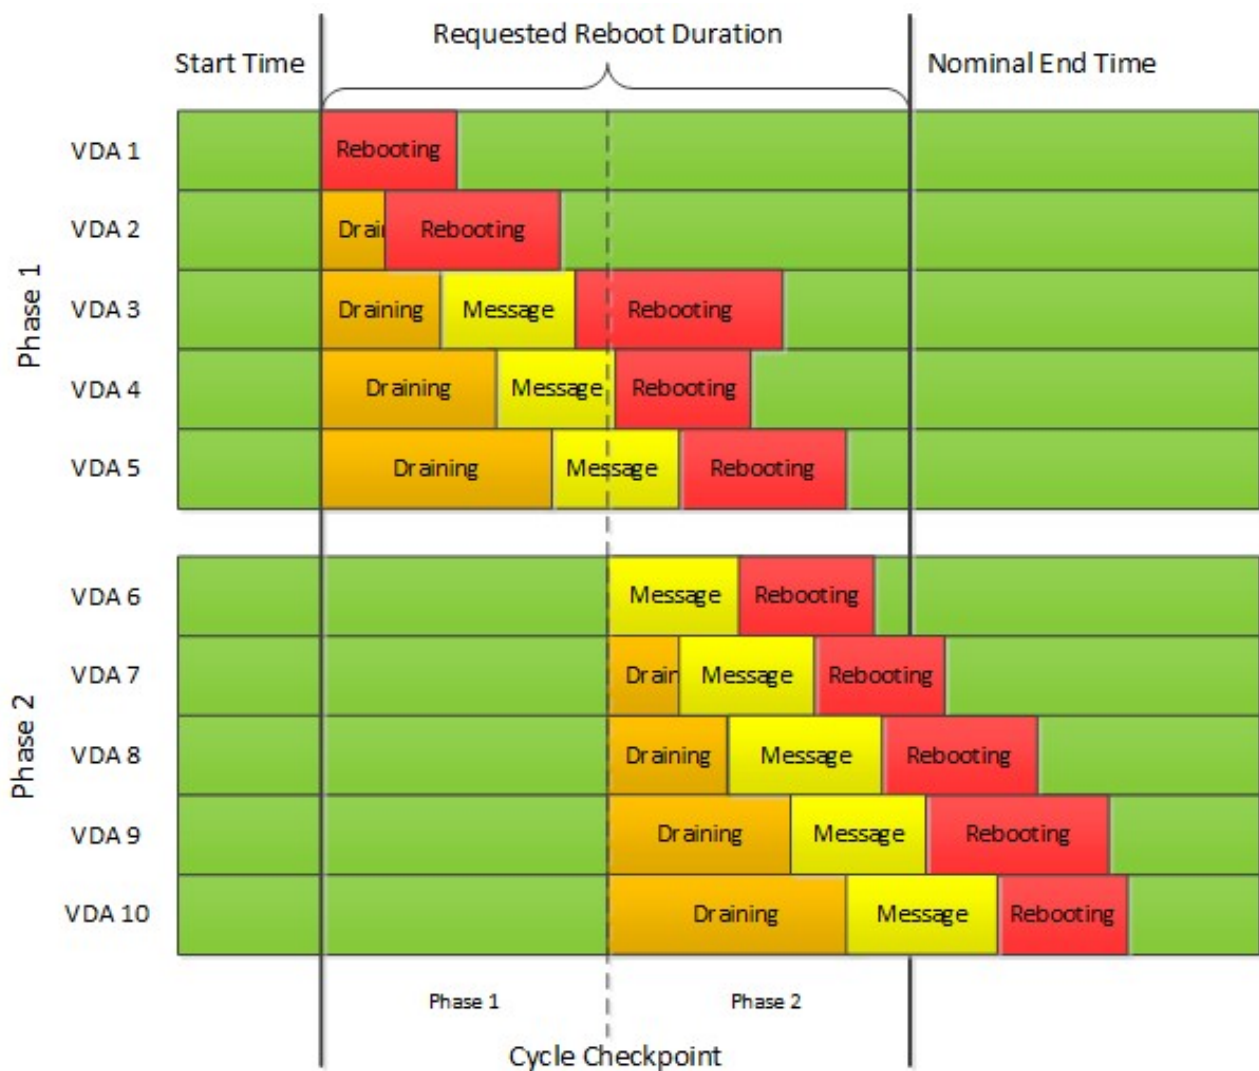 Requested Reboot Duration
Start Time
Nominal End Time
Phase 1
VDA 1
Rebooting
VDA 2
Drai
Rebooting
VDA 3
Draining
Message
Rebooting
VDA 4
Draining
Message
Rebooting
VDA 5
Draining
Message
Rebooting
Phase 2
VDA 6
Message
Rebooting
VDA 7
Drain
Message
Rebooting
VDA 8
Draining
Message
Rebooting
VDA 9
Draining
Message
Rebooting
VDA 10
Draining
Message
Rebooting
Phase 1
Phase 2
Cycle Checkpoint